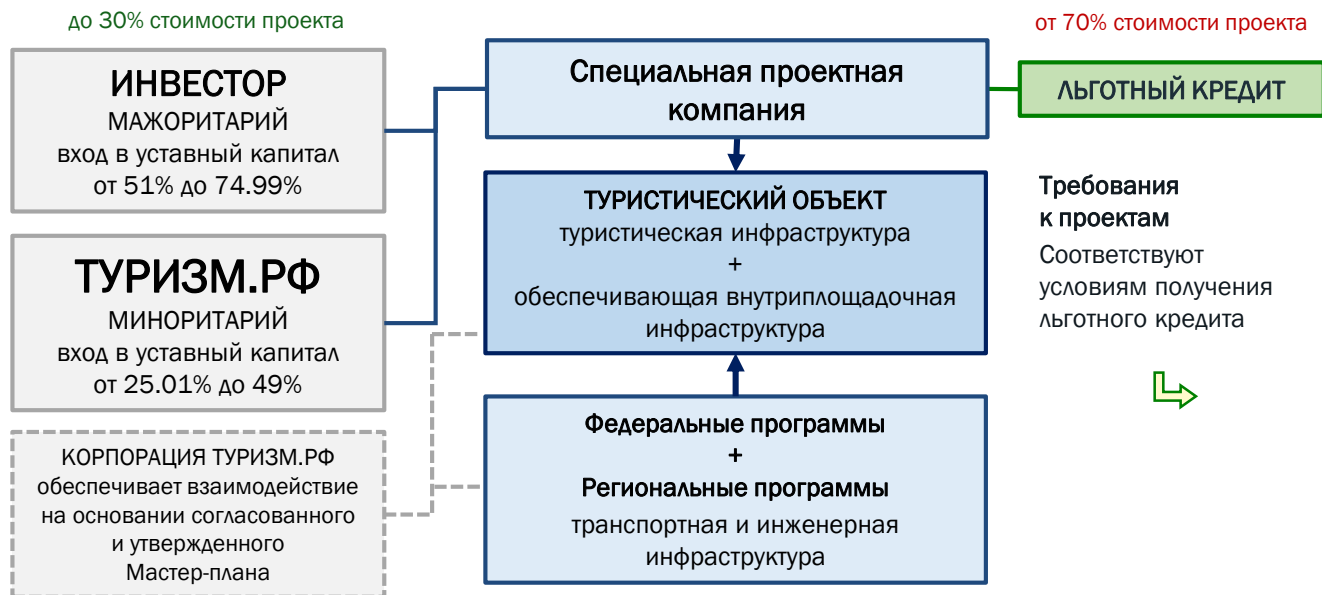 до 30% стоимости проекта
ИНВЕСТОР
МАЖОРИТАРИЙ
вход в уставный капитал
от 51% до 74.99%
ТУРИЗМ.РФ
МИНОРИТАРИЙ
вход в уставный капитал
от 25.01% до 49%
КОРПОРАЦИЯ ТУРИЗМ.РФ
обеспечивает взаимодействие
на основании согласованного
и утвержденного
Мастер-плана
Специальная проектная
компания
ТУРИСТИЧЕСКИЙ ОБЪЕКТ
туристическая инфраструктура
+
обеспечивающая внутриплощадочная
инфраструктура
Федеральные программы
+
Региональные программы
транспортная и инженерная
инфраструктура
от 70% стоимости проекта
ЛЬГОТНЫЙ КРЕДИТ
Требования
к проектам
Соответствуют
условиям получения
льготного кредита